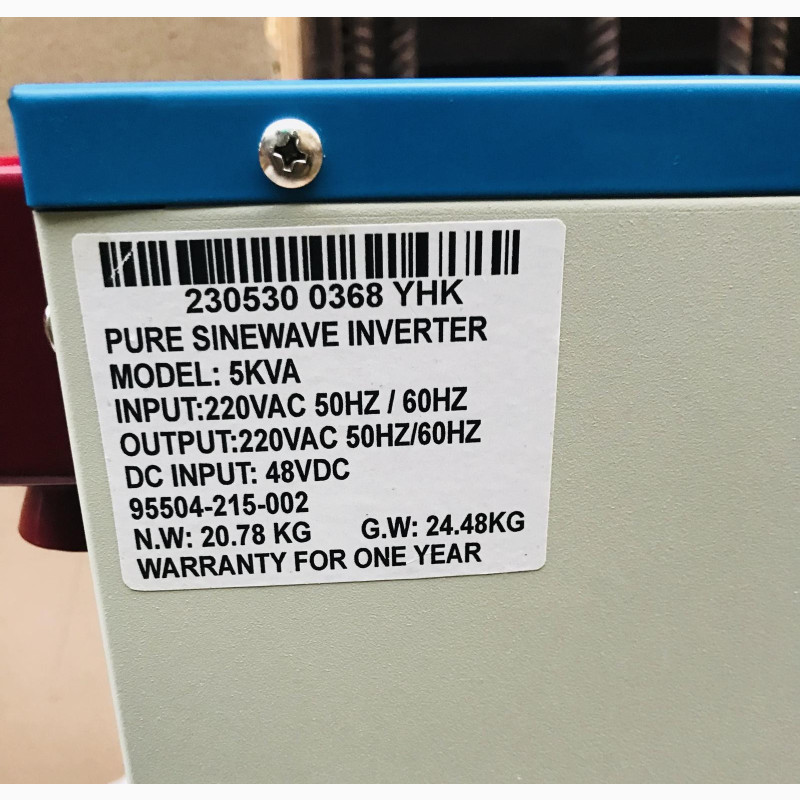 230530 0368 YHK
PURE SINEWAVE INVERTER
MODEL: 5KVA
INPUT:220VAC 50HZ / 60HZ
OUTPUT:220VAC 50HZ/60HZ
DC INPUT: 48VDC
95504-215-002
N.W: 20.78 KG G.W: 24.48KG
WARRANTY FOR ONE YEAR